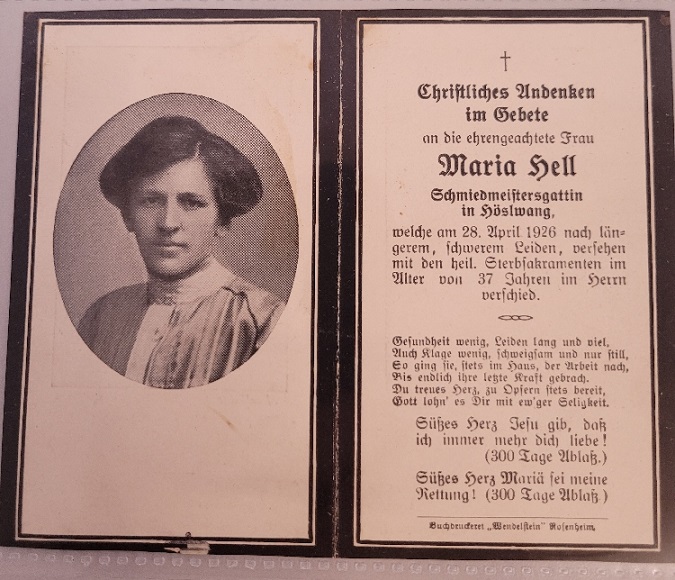 Christliches Andenken
im Gebete
an die ehrengeachtete Frau
Maria Hell
Schmiedmeistersgattin
in Höslwang,
welche am 28. April 1926 nach län-
gerem, schwerem Leiden, versehen
mit den heil. Sterbsakramenten im
Alter von 37 Jahren im Herrn
verschied.
Gesundheit wenig, Leiden lang und viel,
Auch Klage wenig, schweigsam und nur still,
So ging sie, stets im Haus, der Arbeit nach,
Bis endlich ihre letzte Kraft gebrach.
Du treues Herz, zu Opfern stets bereit,
Gott lohn' es Dir mit ew'ger Seligkeit.
Süßes Herz Jesu gib, daß
ich immer mehr dich liebe!
(300 Tage Ablaß.)
Süßes Herz Mariä sei meine
Rettung! (300 Tage Ablaß.)
Buchdruckerei „Wendelstein" Rosenheim.